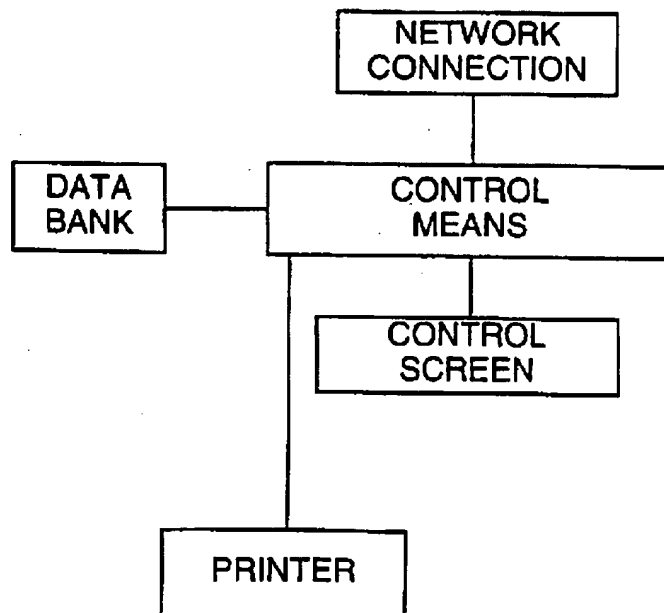 NETWORK
CONNECTION
DATA
BANK
CONTROL
MEANS
CONTROL
SCREEN
PRINTER